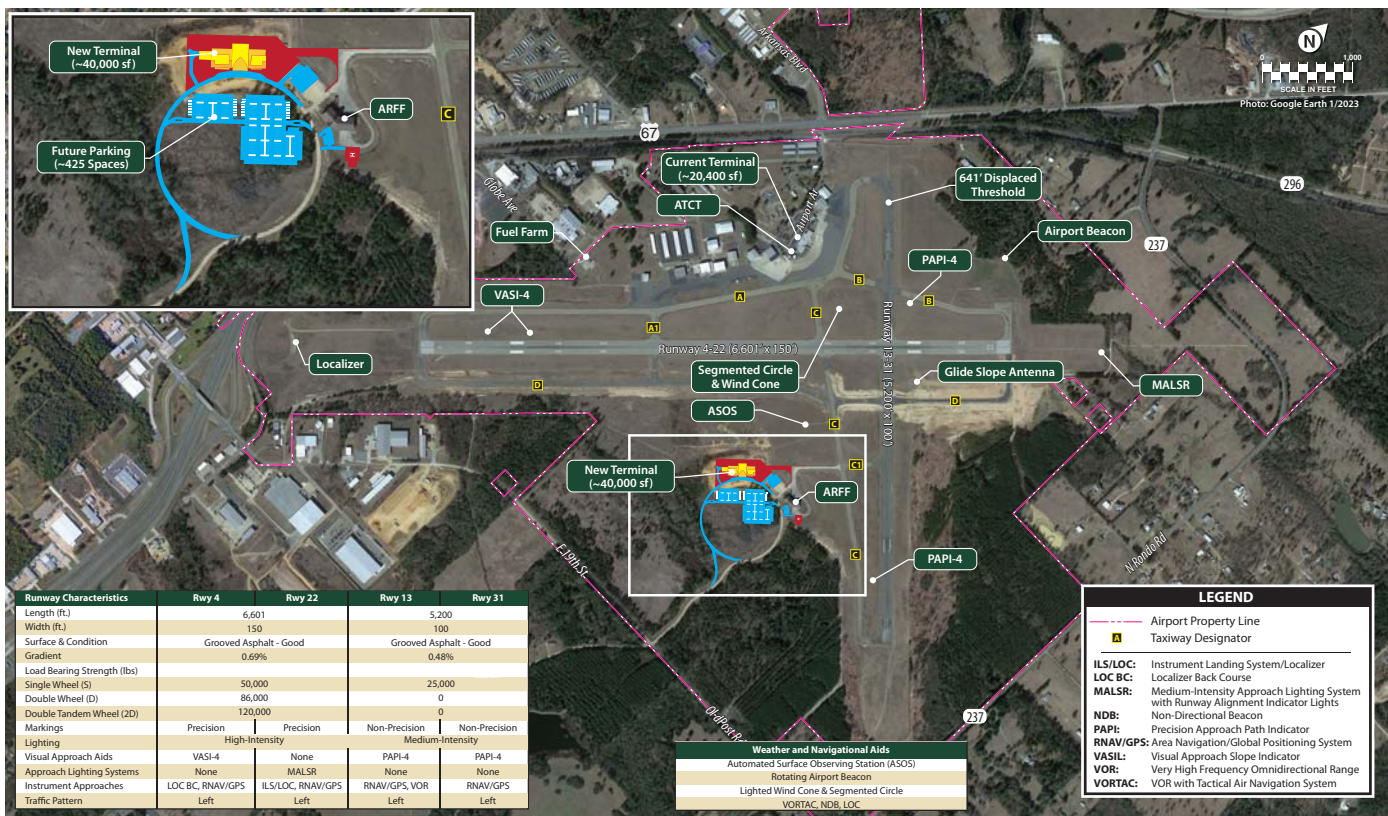 New Terminal
(~40,000 sf)
ARFF
C
Future Parking
(~425 Spaces)
H
Arkansas Blvd
N
0
1,000
SCALE IN FEET
Photo: Google Earth 1/2023
67
Globe Ave
Current Terminal
(~20,400 sf)
ATCT
Airport Dr
641' Displaced
Threshold
296
237
Fuel Farm
Airport Beacon
PAPI-4
VASI-4
A
B
B
C
A1
Localizer
Runway 4-22 (6,601' x 150')
Runway 13-31 (5,200' x 100')
Segmented Circle
& Wind Cone
Glide Slope Antenna
MALSR
D
D
ASOS
C
New Terminal
(~40,000 sf)
C1
ARFF
C
PAPI-4
E 19th St.
N Rondo Rd
Old Post Rd
237
Runway Characteristics Rwy 4 Rwy 22 Rwy 13 Rwy 31
Length (ft.) 6,601 5,200
Width (ft.) 150 100
Surface & Condition Grooved Asphalt - Good Grooved Asphalt - Good
Gradient 0.69% 0.48%
Load Bearing Strength (lbs)
Single Wheel (S) 50,000 25,000
Double Wheel (D) 86,000 0
Double Tandem Wheel (2D) 120,000 0
Markings Precision Precision Non-Precision Non-Precision
Lighting High-Intensity Medium-Intensity
Visual Approach Aids VASI-4 None PAPI-4 PAPI-4
Approach Lighting Systems None MALSR None None
Instrument Approaches LOC BC, RNAV/GPS ILS/LOC, RNAV/GPS RNAV/GPS, VOR RNAV/GPS
Traffic Pattern Left Left Left Left
Weather and Navigational Aids
Automated Surface Observing Station (ASOS)
Rotating Airport Beacon
Lighted Wind Cone & Segmented Circle
VORTAC, NDB, LOC
LEGEND
Airport Property Line
A Taxiway Designator
ILS/LOC: Instrument Landing System/Localizer
LOC BC: Localizer Back Course
MALSR: Medium-Intensity Approach Lighting System
with Runway Alignment Indicator Lights
NDB: Non-Directional Beacon
PAPI: Precision Approach Path Indicator
RNAV/GPS: Area Navigation/Global Positioning System
VASIL: Visual Approach Slope Indicator
VOR: Very High Frequency Omnidirectional Range
VORTAC: VOR with Tactical Air Navigation System